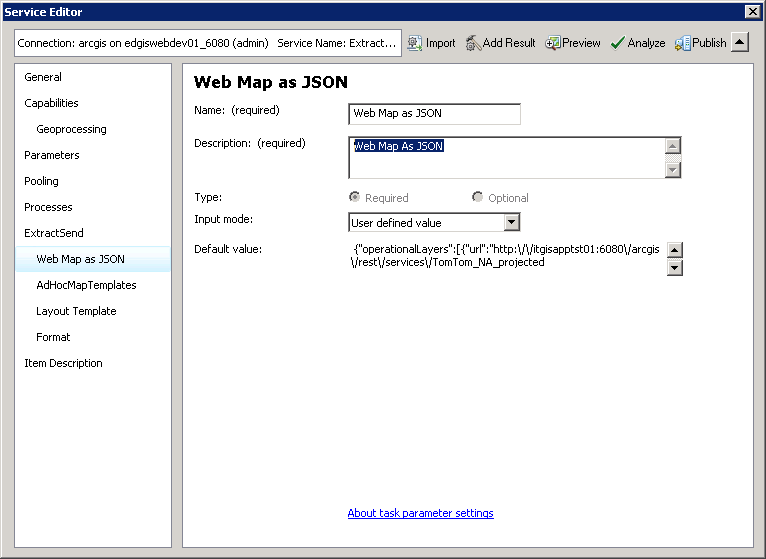 Service Editor
Connection: arcgis on edgiswebdev01_6080 (admin) Service Name: Extract...
Import
Add Result
Preview
Analyze
Publish
General
Capabilities
Geoprocessing
Parameters
Pooling
Processes
ExtractSend
Web Map as JSON
AdHocMapTemplates
Layout Template
Format
Item Description
Web Map as JSON
Name: (required)
Web Map as JSON
Description: (required)
Web Map As JSON
Type:
Required
Optional
Input mode:
User defined value
Default value:
{"operationalLayers":[{"url":"http:\/\/itgisapptst01:6080\/arcgis
\/rest\/services\/TomTom_NA_projected
About task parameter settings